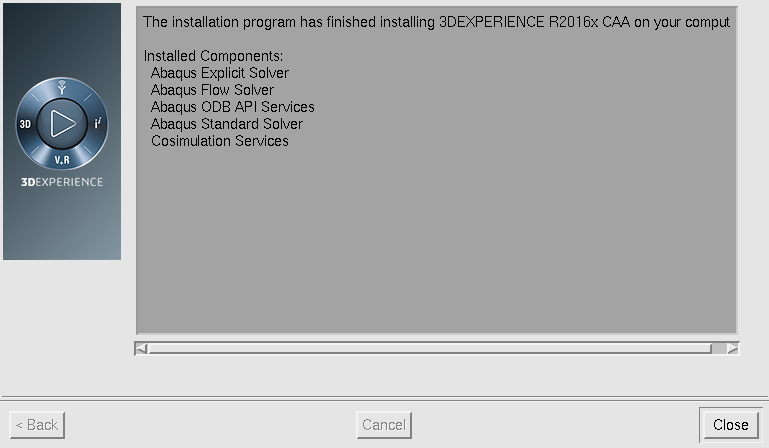 The installation program has finished installing 3DEXPERIENCE R2016x CAA on your comput
Installed Components:
Abaqus Explicit Solver
Abaqus Flow Solver
Abaqus ODB API Services
Abaqus Standard Solver
Cosimulation Services
3D
i²
V.R
3DEXPERIENCE
< Back
Cancel
Close